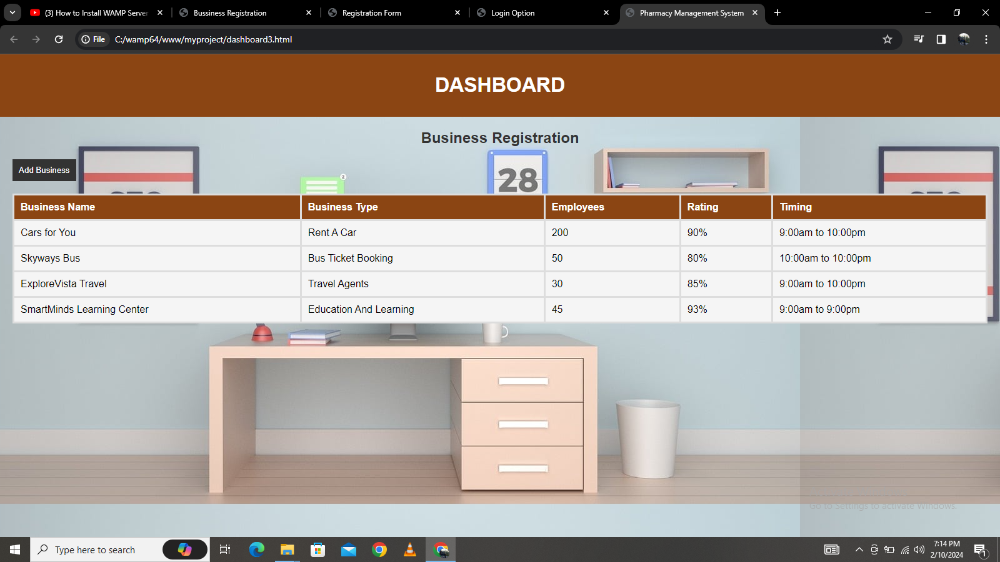 (3) How to Install WAMP Server
Bussiness Registration
Registration Form
Login Option
Pharmacy Management System
File
C:/wamp64/www/myproject/dashboard3.html
DASHBOARD
Business Registration
28
2
Add Business
Business Name Business Type Employees Rating Timing
Cars for You Rent A Car 200 90% 9:00am to 10:00pm
Skyways Bus Bus Ticket Booking 50 80% 10:00am to 10:00pm
ExploreVista Travel Travel Agents 30 85% 9:00am to 10:00pm
SmartMinds Learning Center Education And Learning 45 93% 9:00am to 9:00pm
Go to Settings to activate Windows.
Type here to search
7:14 PM
2/10/2024
1